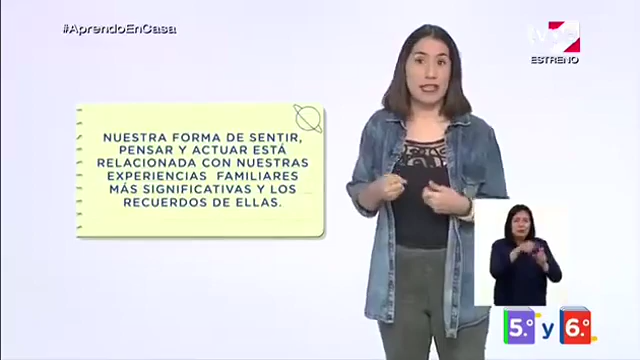 #AprendoEnCasa
ESTRENO
NUESTRA FORMA DE SENTIR,
PENSAR Y ACTUAR ESTÁ
RELACIONADA CON NUESTRAS
EXPERIENCIAS FAMILIARES
MÁS SIGNIFICATIVAS Y LOS
RECUERDOS DE ELLAS.
5.º y 6.º